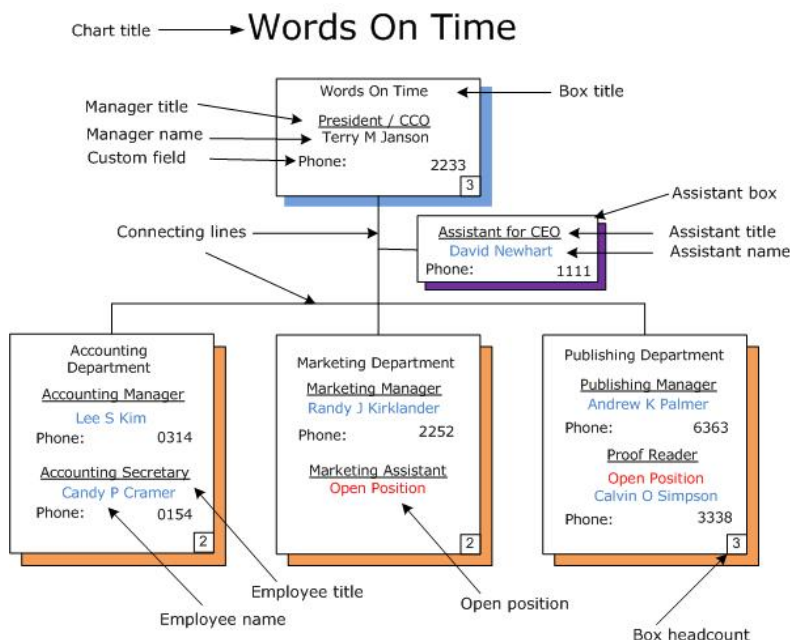 Chart title
Words On Time
Words On Time
Box title
Manager title
President / CCO
Manager name
Terry M Janson
Custom field
Phone: 2233
3
Assistant box
Connecting lines
Assistant for CEO
Assistant title
David Newhart
Assistant name
Phone: 1111
Accounting
Department
Accounting Manager
Lee S Kim
Phone: 0314
Accounting Secretary
Candy P Cramer
Phone: 0154
2
Marketing Department
Marketing Manager
Randy J Kirklander
Phone: 2252
Marketing Assistant
Open Position
2
Publishing Department
Publishing Manager
Andrew K Palmer
Phone: 6363
Proof Reader
Open Position
Calvin O Simpson
Phone: 3338
3
Employee title
Employee name
Open position
Box headcount